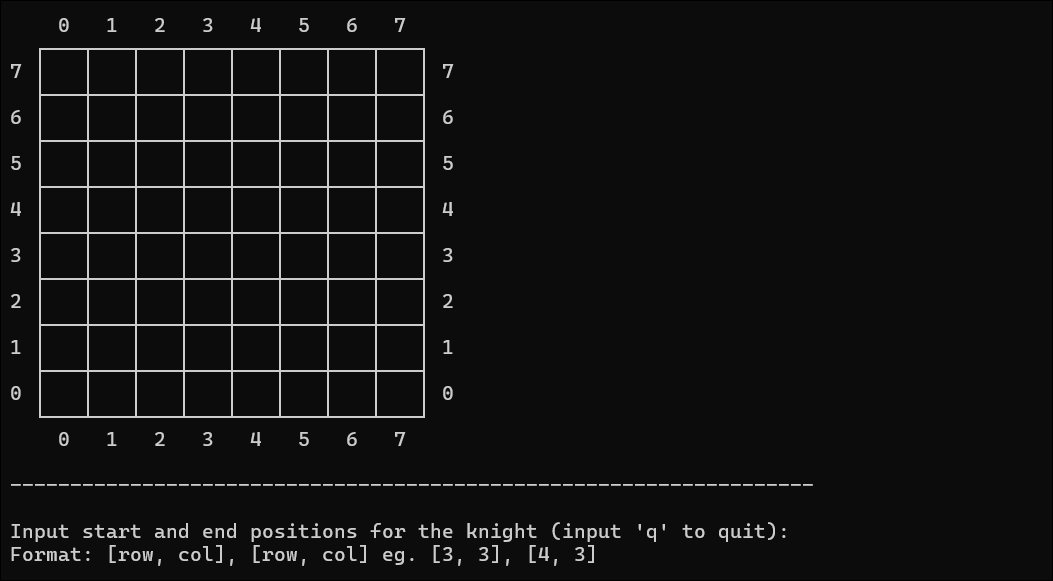 0 1 2 3 4 5 6 7
7 7
6 6
5 5
4 4
3 3
2 2
1 1
0 0
0 1 2 3 4 5 6 7
-------------------------------------------------------------------
Input start and end positions for the knight (input 'q' to quit):
Format: [row, col], [row, col] eg. [3, 3], [4, 3]